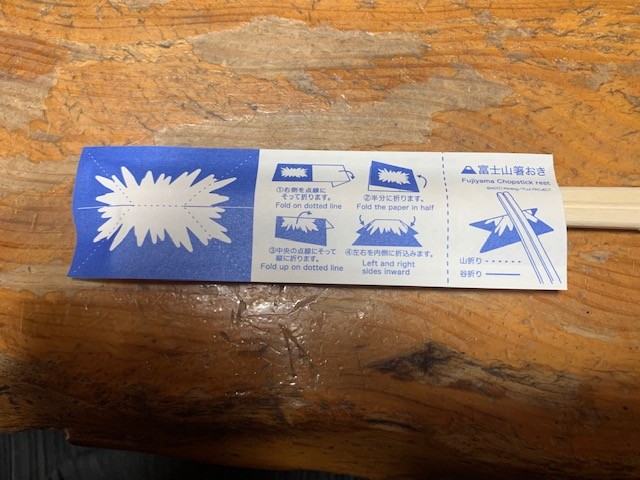 ①右側を点線に
そって折ります。
Fold on dotted line
②半分に折ります。
Fold the paper in half
③中央の点線にそって
縦に折ります。
Fold up on dotted line
④左右を内側に折込みます。
Left and right
sides inward
富士山箸おき
Fujiyama Chopstick rest
山折り
谷折り